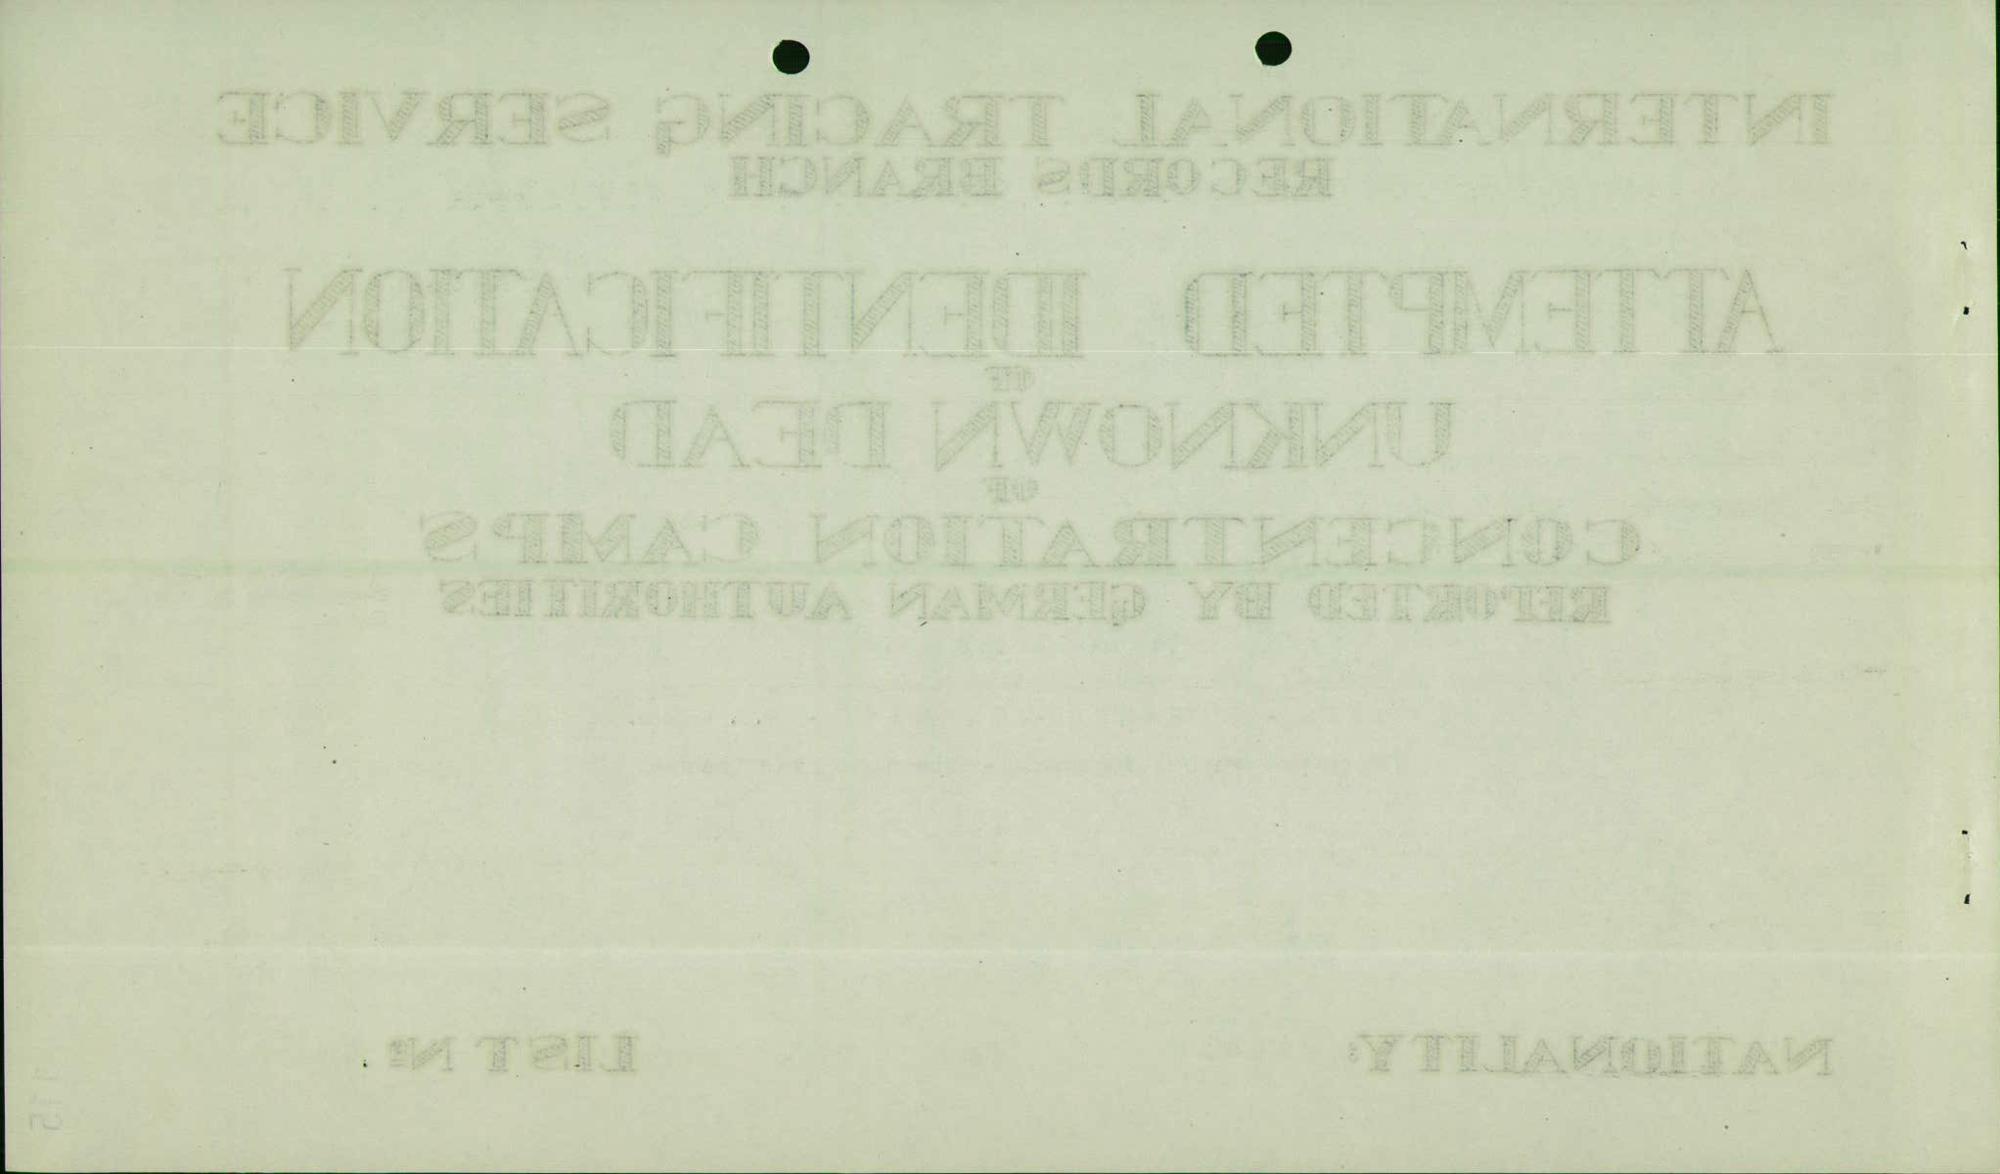 INTERNATIONAL TRACING SERVICE
RECORDS BRANCH
ATTEMPTED IDENTIFICATION
OF
UNKNOWN DEAD
OF
CONCENTRATION CAMPS
REPORTED BY GERMAN AUTHORITIES
NATIONALITY: LIST Nº
115